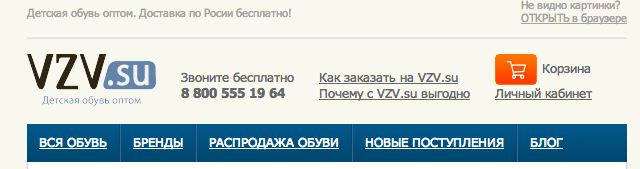 Детская обувь оптом. Доставка по Росии бесплатно!
Не видно картинки?
ОТКРЫТЬ в браузере
VZV.su
Детская обувь оптом
Звоните бесплатно
8 800 555 19 64
Как заказать на VZV.su
Почему с VZV.su выгодно
Корзина
Личный кабинет
ВСЯ ОБУВЬ БРЕНДЫ РАСПРОДАЖА ОБУВИ НОВЫЕ ПОСТУПЛЕНИЯ БЛОГ